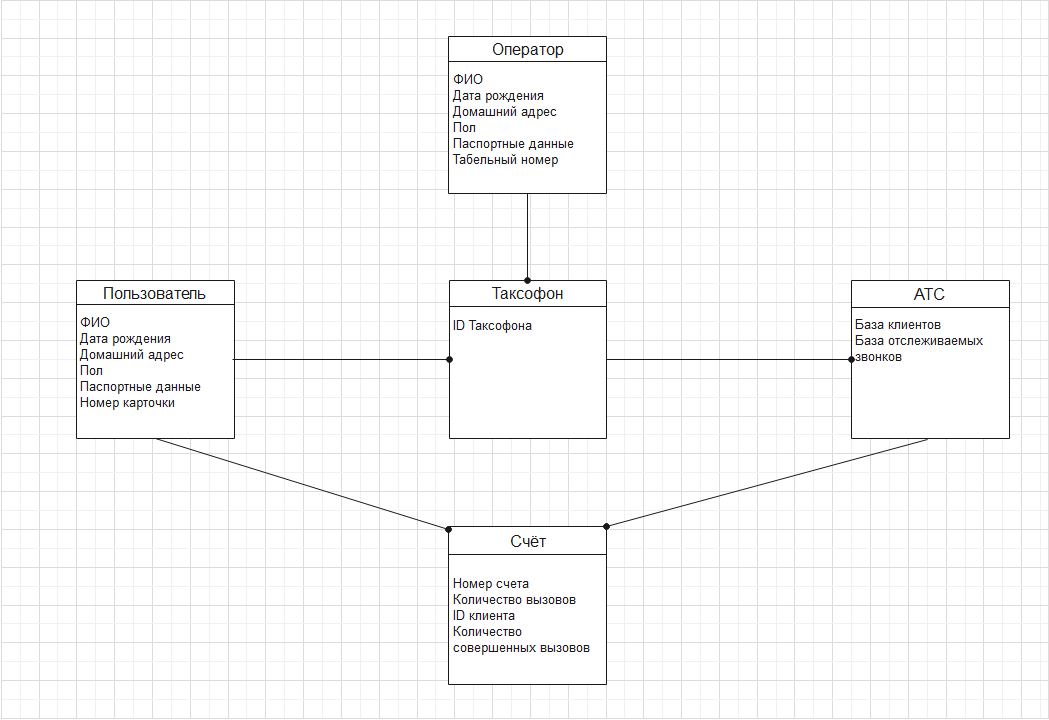 Оператор
ФИО
Дата рождения
Домашний адрес
Пол
Паспортные данные
Табельный номер
Пользователь
ФИО
Дата рождения
Домашний адрес
Пол
Паспортные данные
Номер карточки
Таксофон
ID Таксофона
АТС
База клиентов
База отслеживаемых
звонков
Счёт
Номер счета
Количество вызовов
ID клиента
Количество
совершенных вызовов